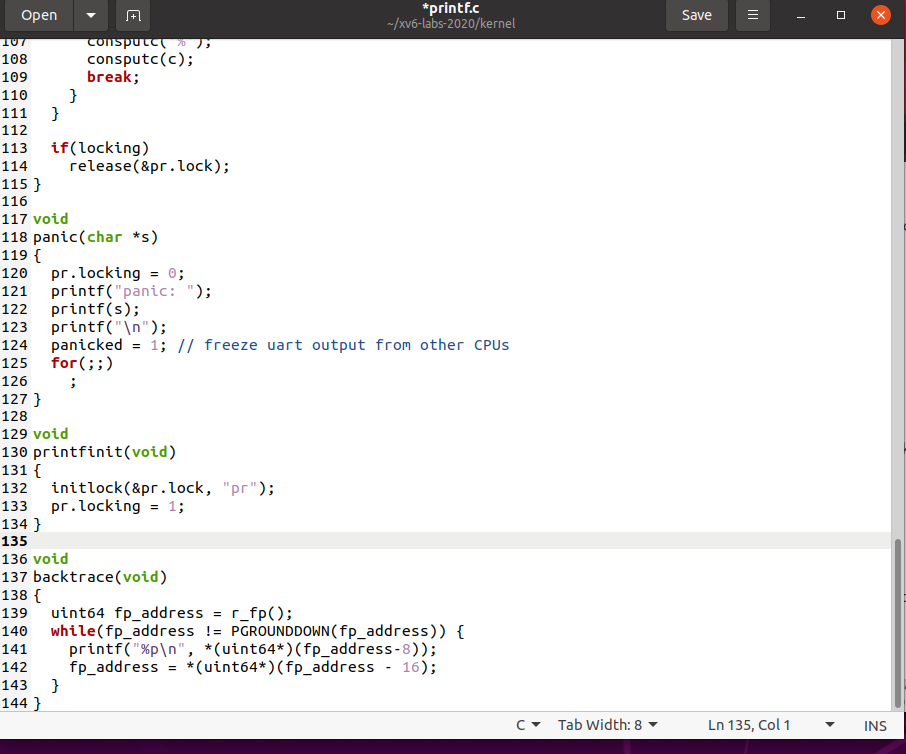 Open
*printf.c
~/xv6-labs-2020/kernel
Save
107       consputc('%');
108       consputc(c);
109       break;
110     }
111   }
112
113   if(locking)
114     release(&pr.lock);
115 }
116
117 void
118 panic(char *s)
119 {
120   pr.locking = 0;
121   printf("panic: ");
122   printf(s);
123   printf("\n");
124   panicked = 1; // freeze uart output from other CPUs
125   for(;;)
126     ;
127 }
128
129 void
130 printfinit(void)
131 {
132   initlock(&pr.lock, "pr");
133   pr.locking = 1;
134 }
135
136 void
137 backtrace(void)
138 {
139   uint64 fp_address = r_fp();
140   while(fp_address != PGROUNDDOWN(fp_address)) {
141     printf("%p\n", *(uint64*)(fp_address-8));
142     fp_address = *(uint64*)(fp_address - 16);
143   }
144 }
C Tab Width: 8 Ln 135, Col 1 INS